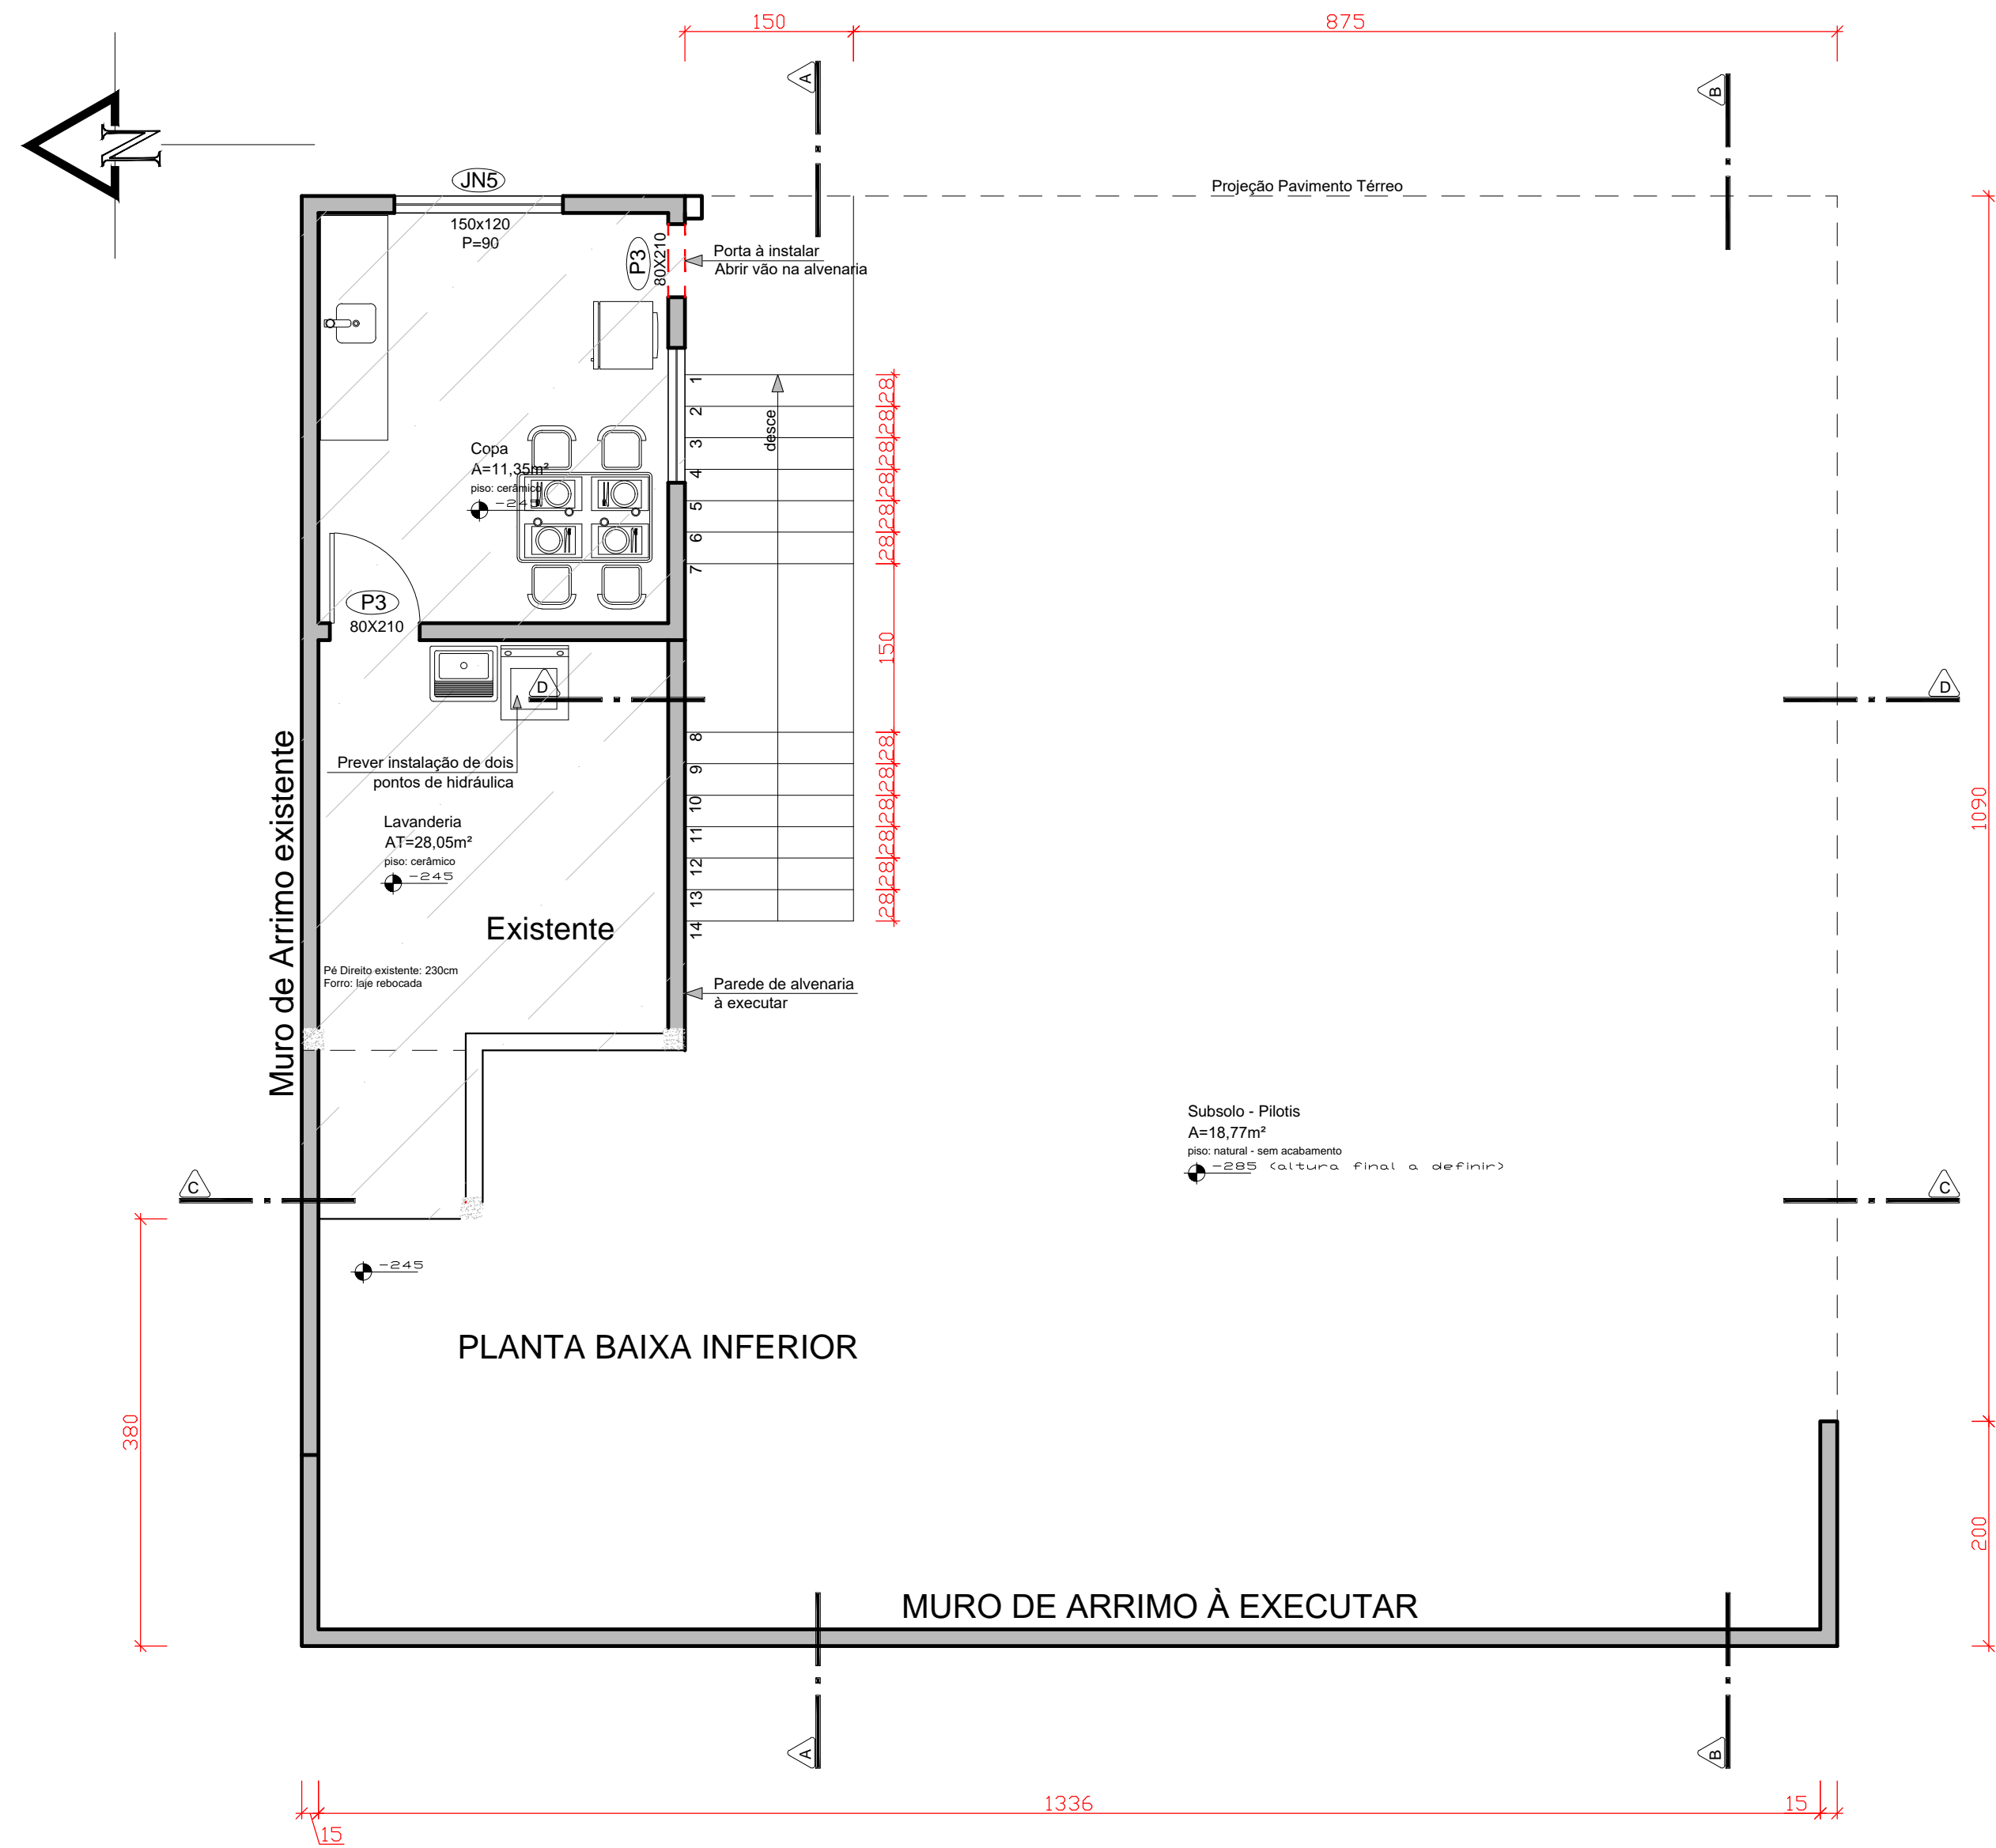 150
875
A
B
N
JN5
Projeção Pavimento Térreo
150x120
P=90
P3
80X210
Porta à instalar
Abrir vão na alvenaria
1
2
3
4
5
6
7
desce
28
28
28
28
28
28
Copa
A=11,35m²
piso: cerâmico
-245
P3
80X210
150
D
D
Prever instalação de dois
pontos de hidráulica
8
9
10
11
12
13
14
28
28
28
28
28
28
1090
Muro de Arrimo existente
Lavanderia
AT=28,05m²
piso: cerâmico
-245
Existente
Pé Direito existente: 230cm
Forro: laje rebocada
Parede de alvenaria
à executar
Subsolo - Pilotis
A=18,77m²
piso: natural - sem acabamento
-285 (altura final a definir)
C
C
-245
PLANTA BAIXA INFERIOR
380
200
MURO DE ARRIMO À EXECUTAR
A
B
1336
15
15